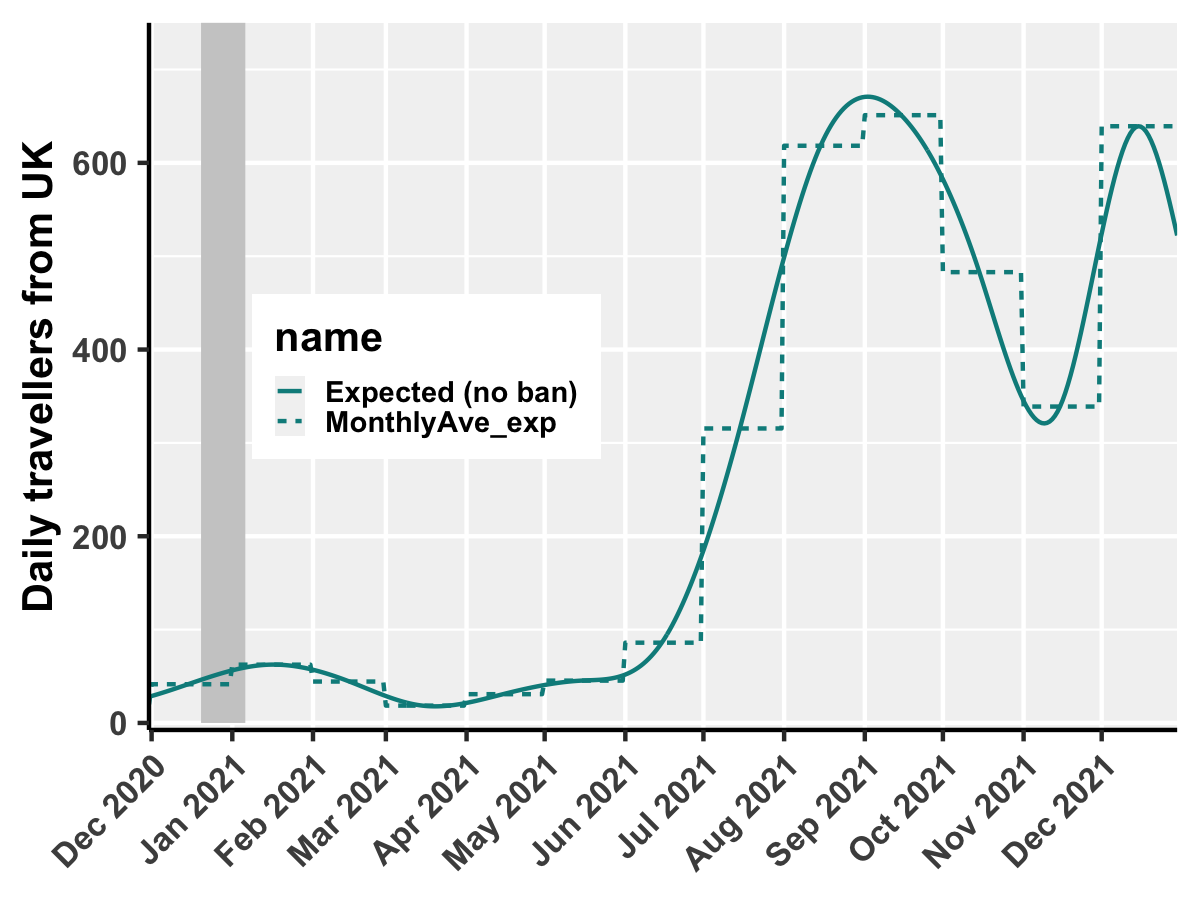 Daily travellers from UK
600
400
200
0
name
Expected (no ban)
MonthlyAve_exp
Dec 2020
Jan 2021
Feb 2021
Mar 2021
Apr 2021
May 2021
Jun 2021
Jul 2021
Aug 2021
Sep 2021
Oct 2021
Nov 2021
Dec 2021